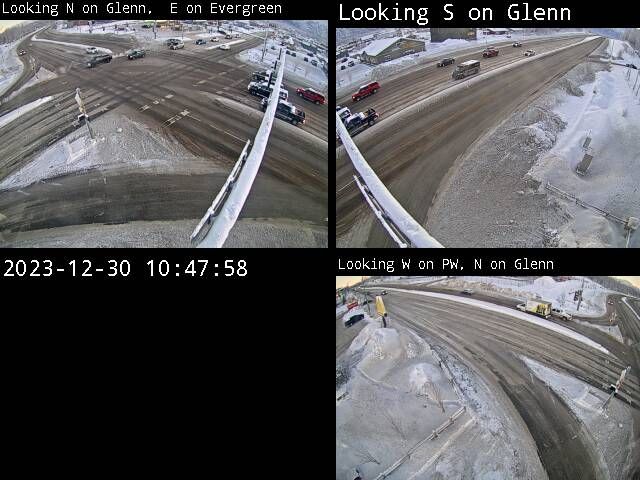 Looking N on Glenn,  E on Evergreen
Looking S on Glenn
2023-12-30 10:47:58
Looking W on PW, N on Glenn